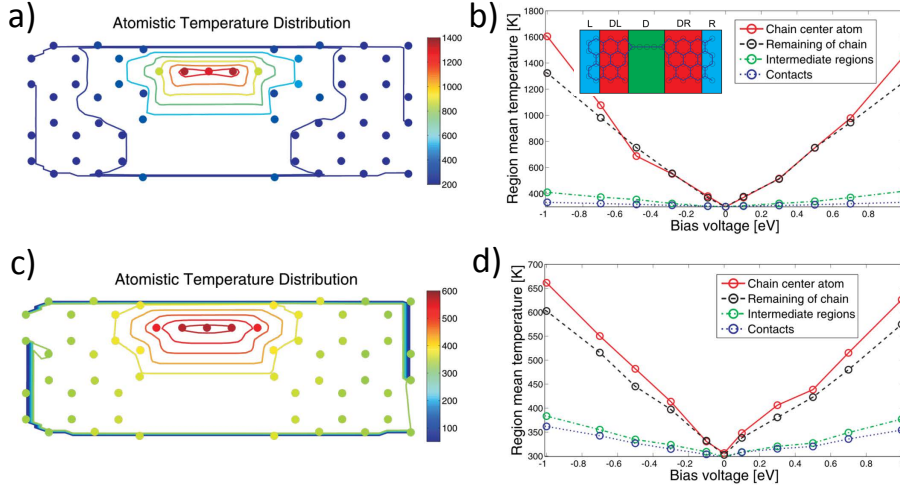 a)
Atomistic Temperature Distribution
1400
1200
1000
800
600
400
200
b)
L DL D DR R
Chain center atom
Remaining of chain
Intermediate regions
Contacts
Region mean temperature [K]
1800
1600
1400
1200
1000
800
600
400
-1 -0.8 -0.6 -0.4 -0.2 0 0.2 0.4 0.6 0.8
Bias voltage [eV]
c)
Atomistic Temperature Distribution
600
500
400
300
200
100
d)
Chain center atom
Remaining of chain
Intermediate regions
Contacts
Region mean temperature [K]
700
650
600
550
500
450
400
350
300
-1 -0.8 -0.6 -0.4 -0.2 0 0.2 0.4 0.6 0.8
Bias voltage [eV]